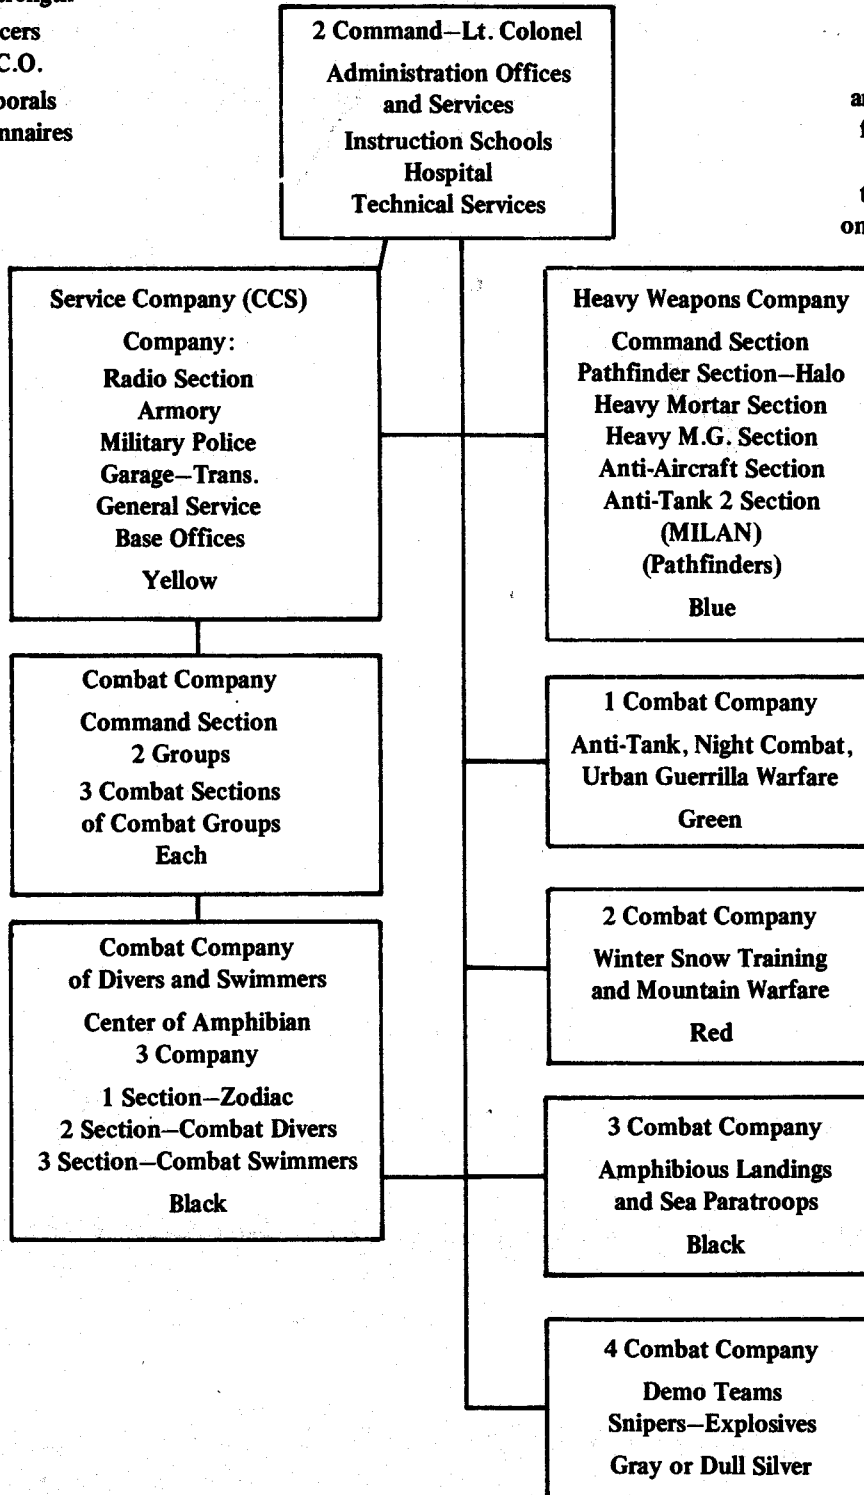 2 Command—Lt. Colonel
Administration Offices
and Services
Instruction Schools
Hospital
Technical Services
Service Company (CCS)
Company:
Radio Section
Armory
Military Police
Garage—Trans.
General Service
Base Offices
Yellow
Heavy Weapons Company
Command Section
Pathfinder Section—Halo
Heavy Mortar Section
Heavy M.G. Section
Anti-Aircraft Section
Anti-Tank 2 Section
(MILAN)
(Pathfinders)
Blue
Combat Company
Command Section
2 Groups
3 Combat Sections
of Combat Groups
Each
1 Combat Company
Anti-Tank, Night Combat,
Urban Guerrilla Warfare
Green
Combat Company
of Divers and Swimmers
Center of Amphibian
3 Company
1 Section—Zodiac
2 Section—Combat Divers
3 Section—Combat Swimmers
Black
2 Combat Company
Winter Snow Training
and Mountain Warfare
Red
3 Combat Company
Amphibious Landings
and Sea Paratroops
Black
4 Combat Company
Demo Teams
Snipers—Explosives
Gray or Dull Silver